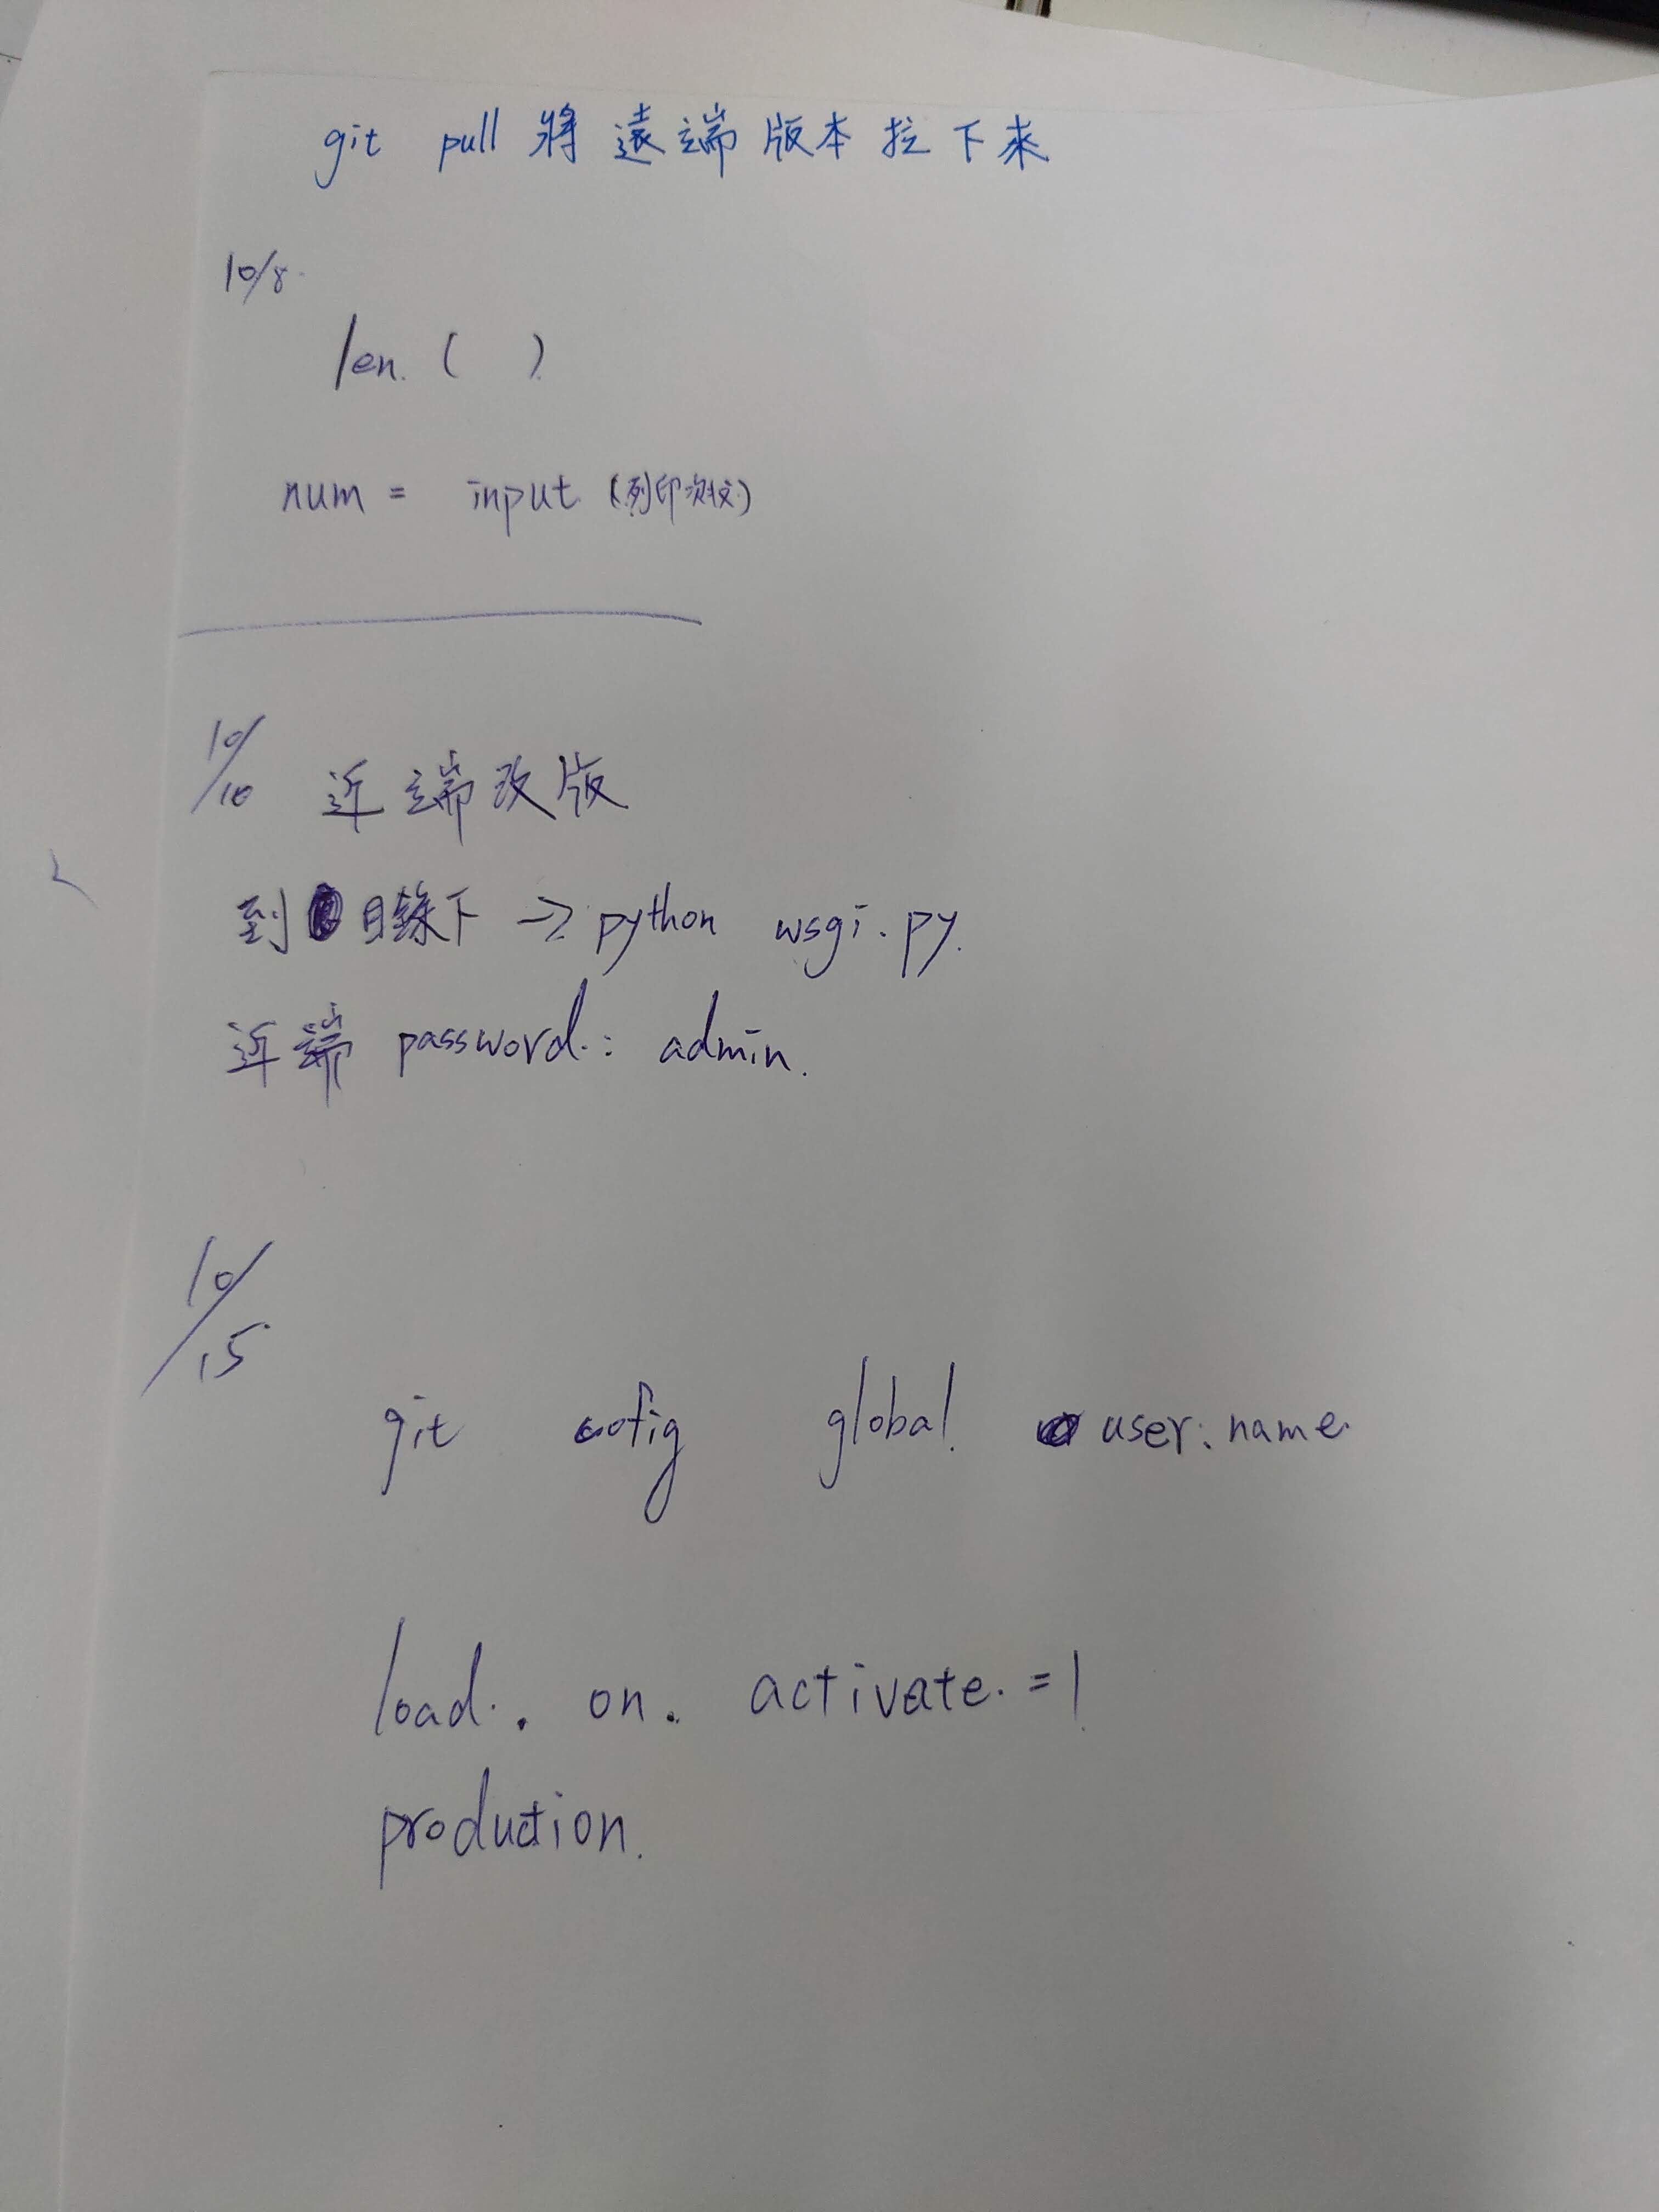 git pull 將遠端版本拉下來
10/8
len( )
num = input (列印次數)
10/10 近端改版
到目錄下 → python wsgi.py
近端 password: admin.
10/15
git cofig global user.name
load. on. activate. =1
production.